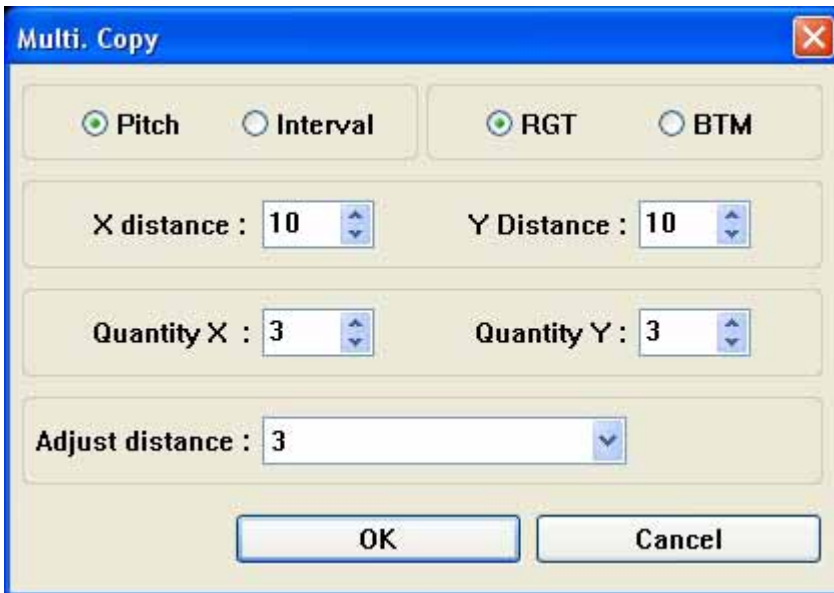 Multi. Copy
Pitch Interval RGT BTM
X distance : 10 Y Distance : 10
Quantity X : 3 Quantity Y : 3
Adjust distance : 3
OK Cancel